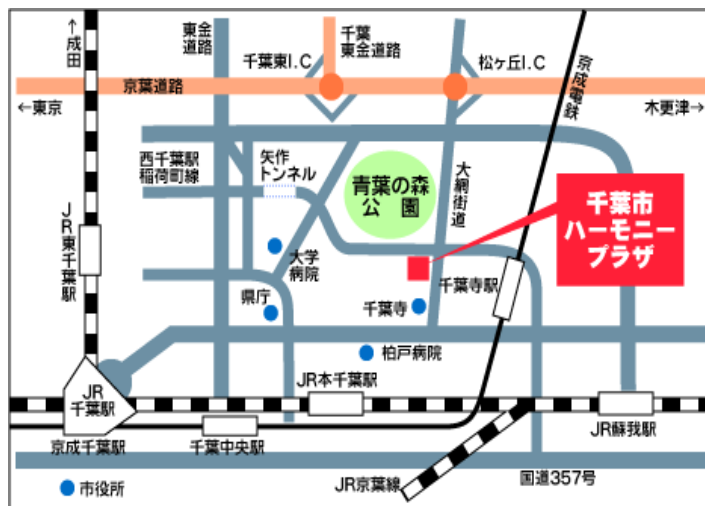 ↑成田
東金
道路
千葉
東金道路
千葉東I.C
松ヶ丘I.C
京成電鉄
京葉道路
←東京
木更津→
西千葉駅
稲荷町線
矢作
トンネル
青葉の森
公　園
大網街道
千葉市
ハーモニー
プラザ
JR東千葉駅
大学
病院
県庁
千葉寺
千葉寺駅
柏戸病院
JR
千葉駅
JR本千葉駅
京成千葉駅
千葉中央駅
JR蘇我駅
JR京葉線
国道357号
市役所